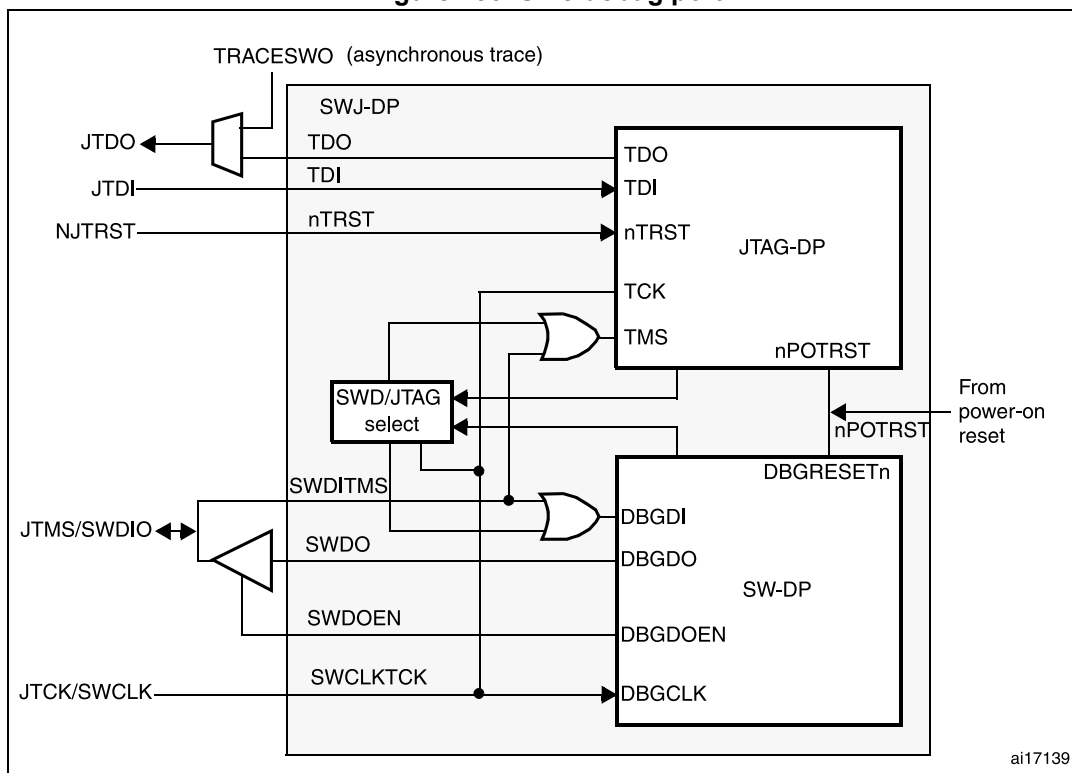 TRACESWO (asynchronous trace)
SWJ-DP
JTDO
TDO
TDO
JTDI
TDI
TDI
NJTRST
nTRST
nTRST
JTAG-DP
TCK
TMS
nPOTRST
SWD/JTAG
select
From
power-on
reset
nPOTRST
DBGRESETn
SWDITMS
JTMS/SWDIO
DBGDI
SWDO
DBGDO
SW-DP
SWDOEN
DBGDOEN
JTCK/SWCLK
SWCLKTCK
DBGCLK
ai17139